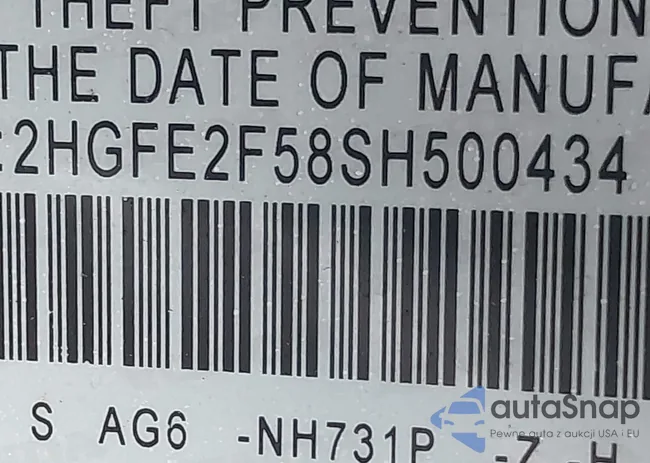 THEFT PREVENTION
THE DATE OF MANUFA
:2HGFE2F58SH500434
S AG6 -NH731P -Z H
autaSnap
Pewne auta z aukcji USA i EU